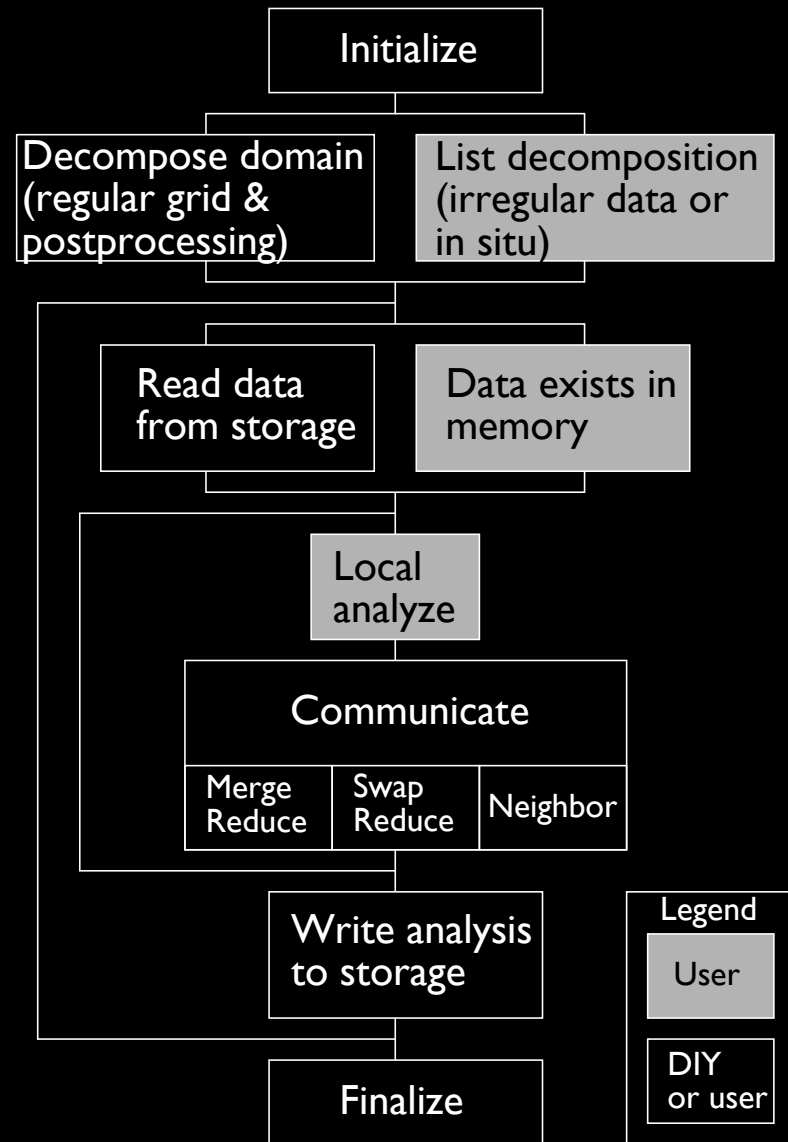 Initialize
Decompose domain
(regular grid &
postprocessing)
List decomposition
(irregular data or
in situ)
Read data
from storage
Data exists in
memory
Local
analyze
Communicate
Merge
Reduce
Swap
Reduce
Neighbor
Write analysis
to storage
Finalize
Legend
User
DIY
or user